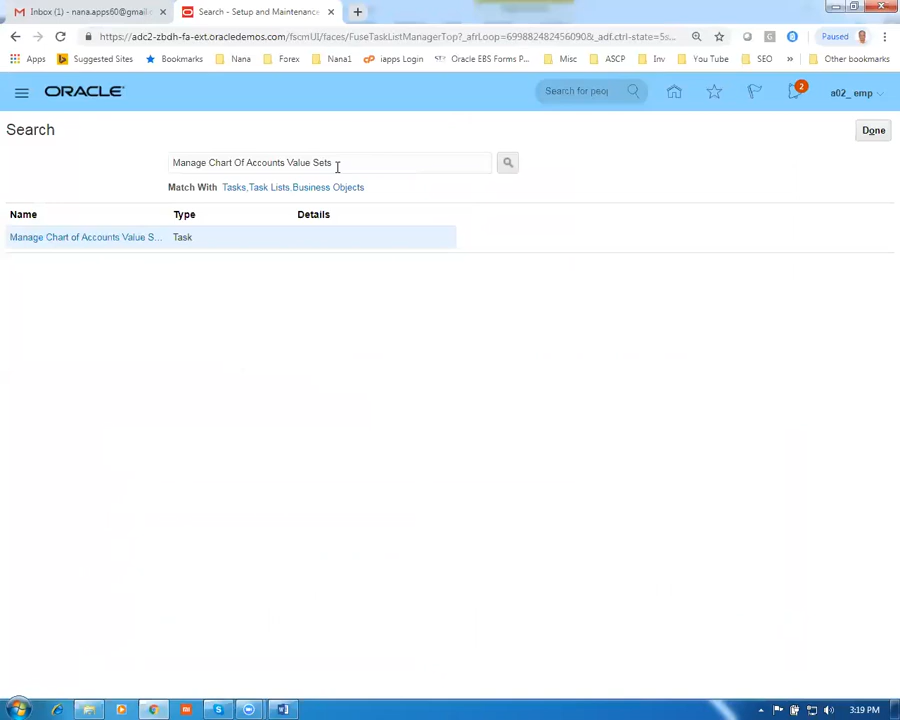 Inbox (1) - nana.apps60@gmail.c
Search - Setup and Maintenance
https://adc2-zbdh-fa-ext.oracledemos.com/fscmUI/faces/FuseTaskListManagerTop?_afrLoop=69988248256090&_adf.ctrl-state=5s...
Paused
Apps
Suggested Sites
Bookmarks
Nana
Forex
Nana1
iapps Login
Oracle EBS Forms P...
Misc
ASCP
Inv
You Tube
SEO
»
Other bookmarks
ORACLE
Search for peop
2
a02_ emp
Search
Done
Manage Chart Of Accounts Value Sets
Match With Tasks,Task Lists,Business Objects
Name Type Details
Manage Chart of Accounts Value S... Task
3:19 PM